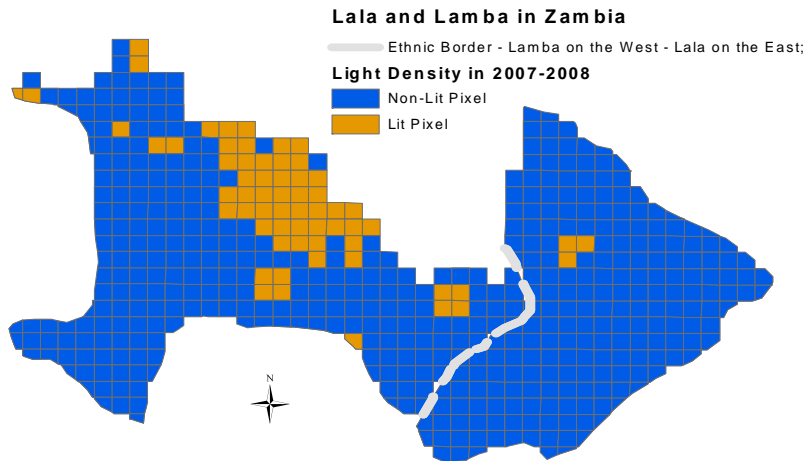 Lala and Lamba in Zambia
Ethnic Border - Lamba on the West - Lala on the East;
Light Density in 2007-2008
Non-Lit Pixel
Lit Pixel
N